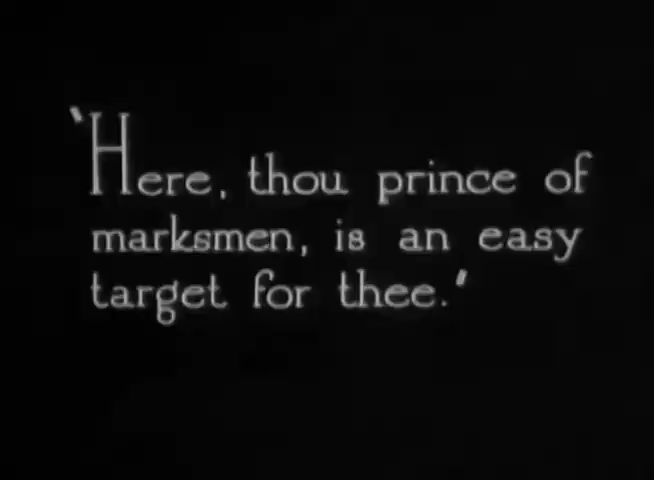 'Here, thou prince of
marksmen, is an easy
target for thee.'